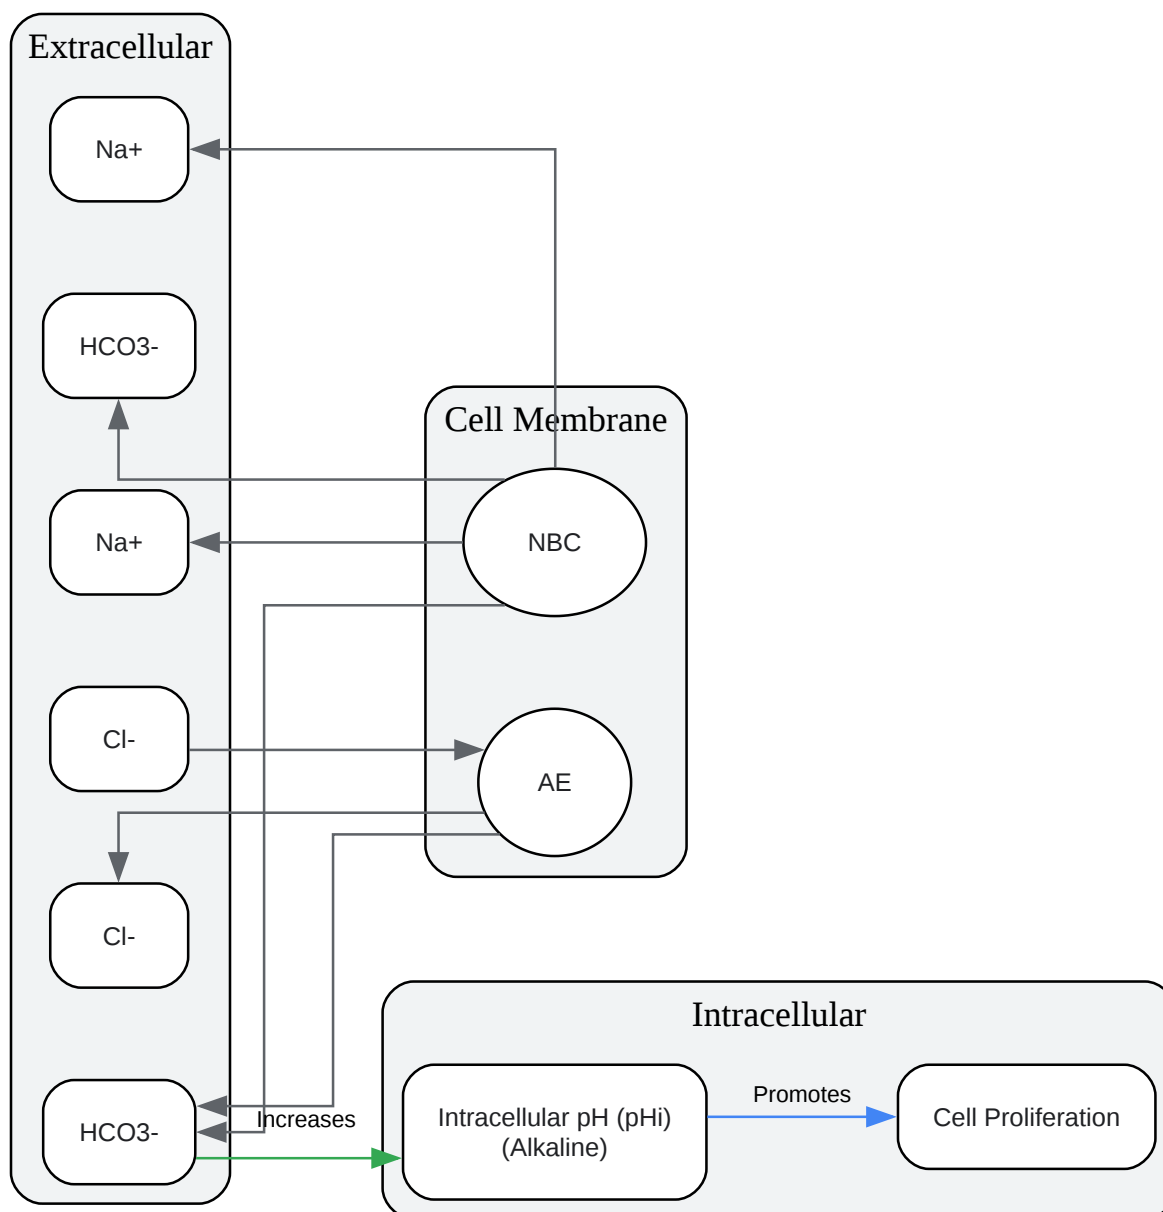 Extracellular
Na+
HCO3-
Cell Membrane
Na+
NBC
Cl-
AE
Cl-
Intracellular
HCO3-
Increases
Intracellular pH (pHi)
(Alkaline)
Promotes
Cell Proliferation